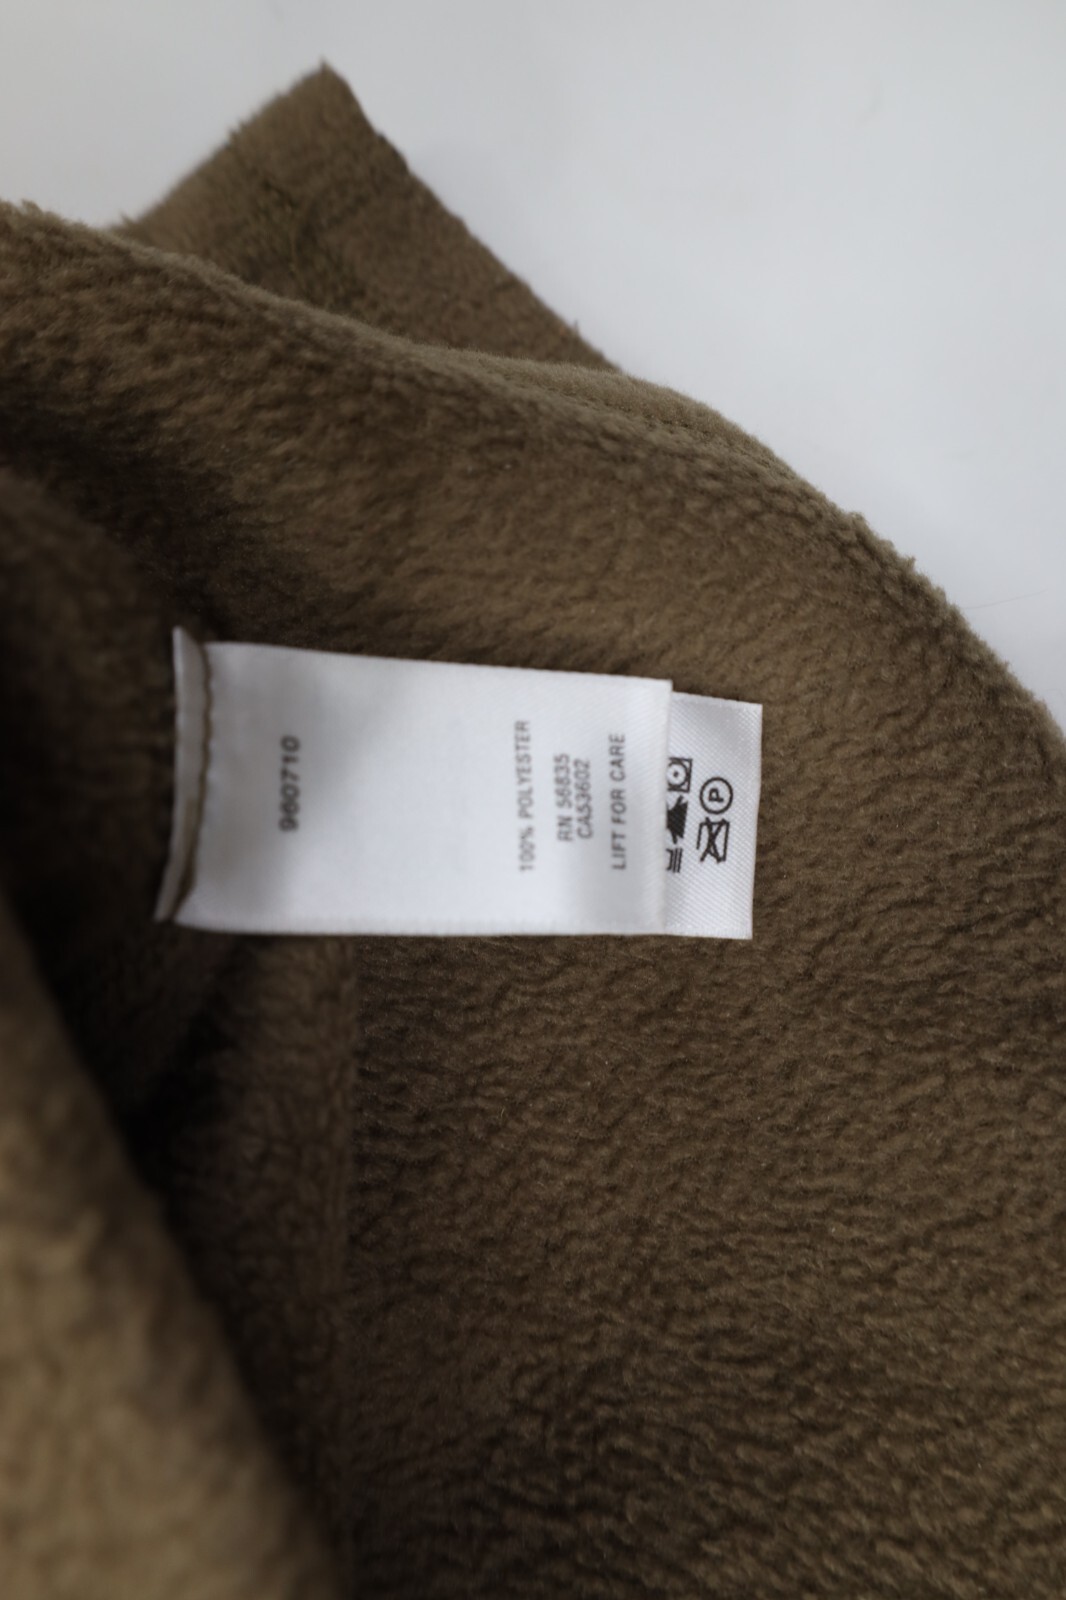 960710
100% POLYESTER
RN 56835
CA53602
LIFT FOR CARE
P